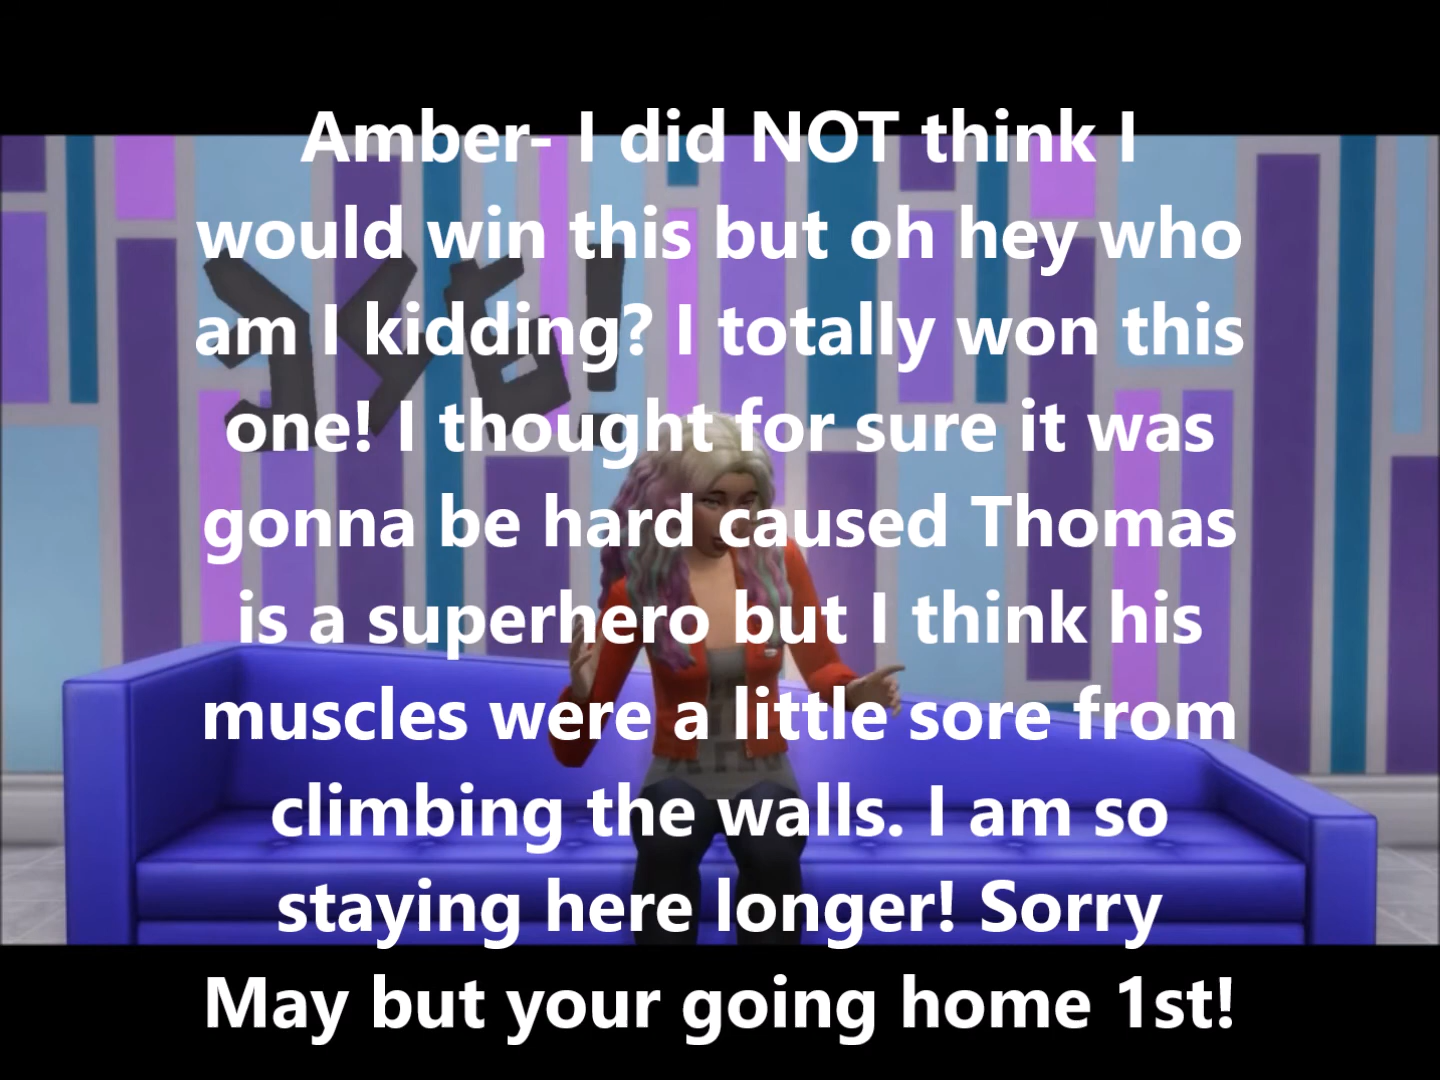 Amber- I did NOT think I
would win this but oh hey who
am I kidding? I totally won this
one! I thought for sure it was
gonna be hard caused Thomas
is a superhero but I think his
muscles were a little sore from
climbing the walls. I am so
staying here longer! Sorry
May but your going home 1st!